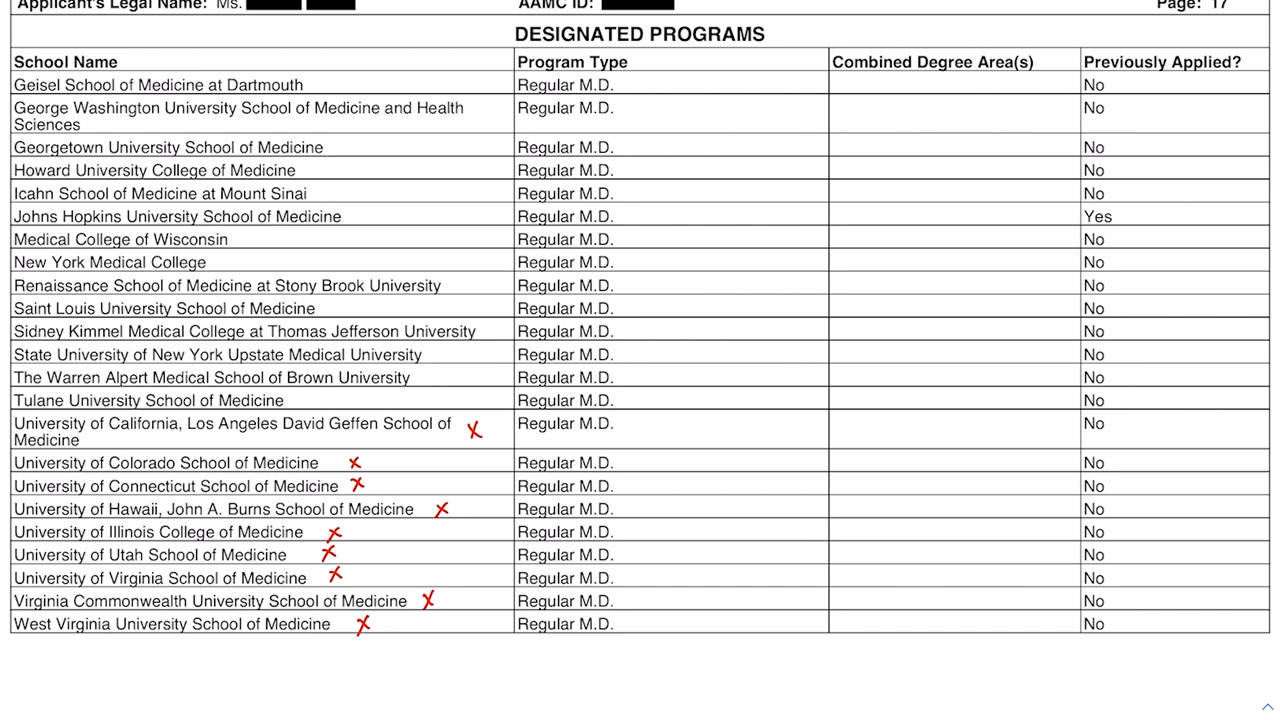 Applicant's Legal Name: Ms. AAMC ID: Page: 17
DESIGNATED PROGRAMS
School Name Program Type Combined Degree Area(s) Previously Applied?
Geisel School of Medicine at Dartmouth Regular M.D. No
George Washington University School of Medicine and Health Regular M.D. No
Sciences
Georgetown University School of Medicine Regular M.D. No
Howard University College of Medicine Regular M.D. No
Icahn School of Medicine at Mount Sinai Regular M.D. No
Johns Hopkins University School of Medicine Regular M.D. Yes
Medical College of Wisconsin Regular M.D. No
New York Medical College Regular M.D. No
Renaissance School of Medicine at Stony Brook University Regular M.D. No
Saint Louis University School of Medicine Regular M.D. No
Sidney Kimmel Medical College at Thomas Jefferson University Regular M.D. No
State University of New York Upstate Medical University Regular M.D. No
The Warren Alpert Medical School of Brown University Regular M.D. No
Tulane University School of Medicine Regular M.D. No
University of California, Los Angeles David Geffen School of Regular M.D. No
Medicine
University of Colorado School of Medicine Regular M.D. No
University of Connecticut School of Medicine Regular M.D. No
University of Hawaii, John A. Burns School of Medicine Regular M.D. No
University of Illinois College of Medicine Regular M.D. No
University of Utah School of Medicine Regular M.D. No
University of Virginia School of Medicine Regular M.D. No
Virginia Commonwealth University School of Medicine Regular M.D. No
West Virginia University School of Medicine Regular M.D. No